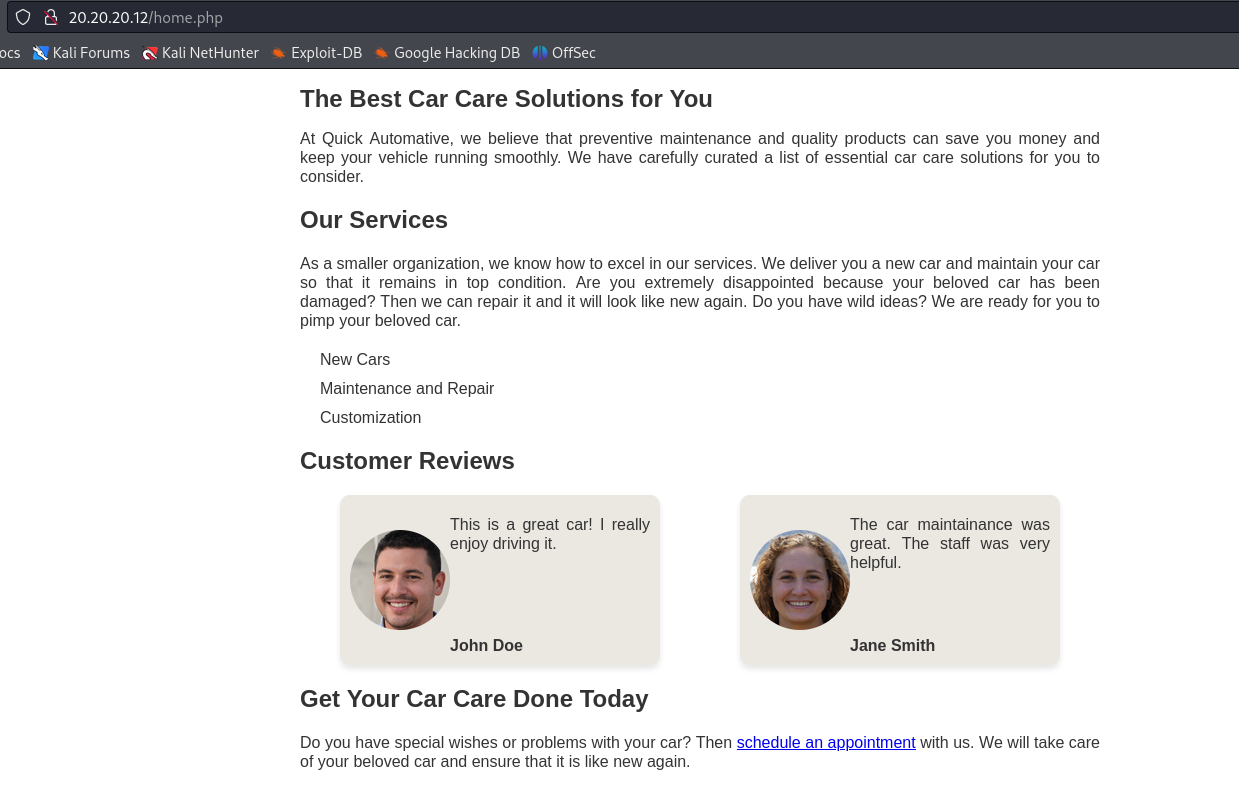 20.20.20.12/home.php
ocs Kali Forums Kali NetHunter Exploit-DB Google Hacking DB OffSec
The Best Car Care Solutions for You
At Quick Automative, we believe that preventive maintenance and quality products can save you money and
keep your vehicle running smoothly. We have carefully curated a list of essential car care solutions for you to
consider.
Our Services
As a smaller organization, we know how to excel in our services. We deliver you a new car and maintain your car
so that it remains in top condition. Are you extremely disappointed because your beloved car has been
damaged? Then we can repair it and it will look like new again. Do you have wild ideas? We are ready for you to
pimp your beloved car.
New Cars
Maintenance and Repair
Customization
Customer Reviews
This is a great car! I really
enjoy driving it.
John Doe
The car maintainance was
great. The staff was very
helpful.
Jane Smith
Get Your Car Care Done Today
Do you have special wishes or problems with your car? Then schedule an appointment with us. We will take care
of your beloved car and ensure that it is like new again.